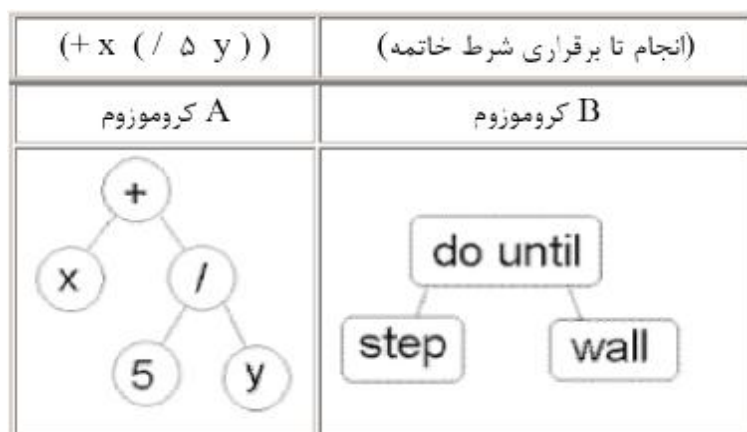 (+ x ( / ۵ y ) )
(انجام تا برقراری شرط خاتمه)
کروموزوم A
کروموزوم B
+
x
/
5
y
do until
step
wall